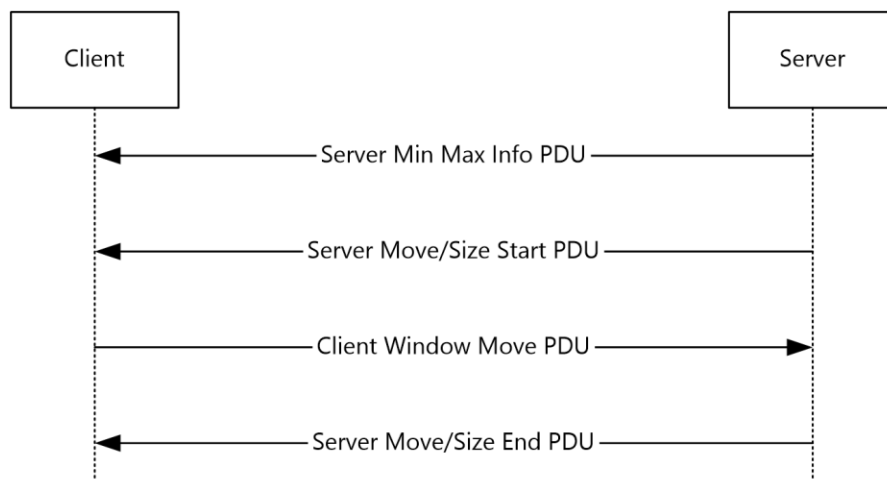 Client
Server
Server Min Max Info PDU
Server Move/Size Start PDU
Client Window Move PDU
Server Move/Size End PDU